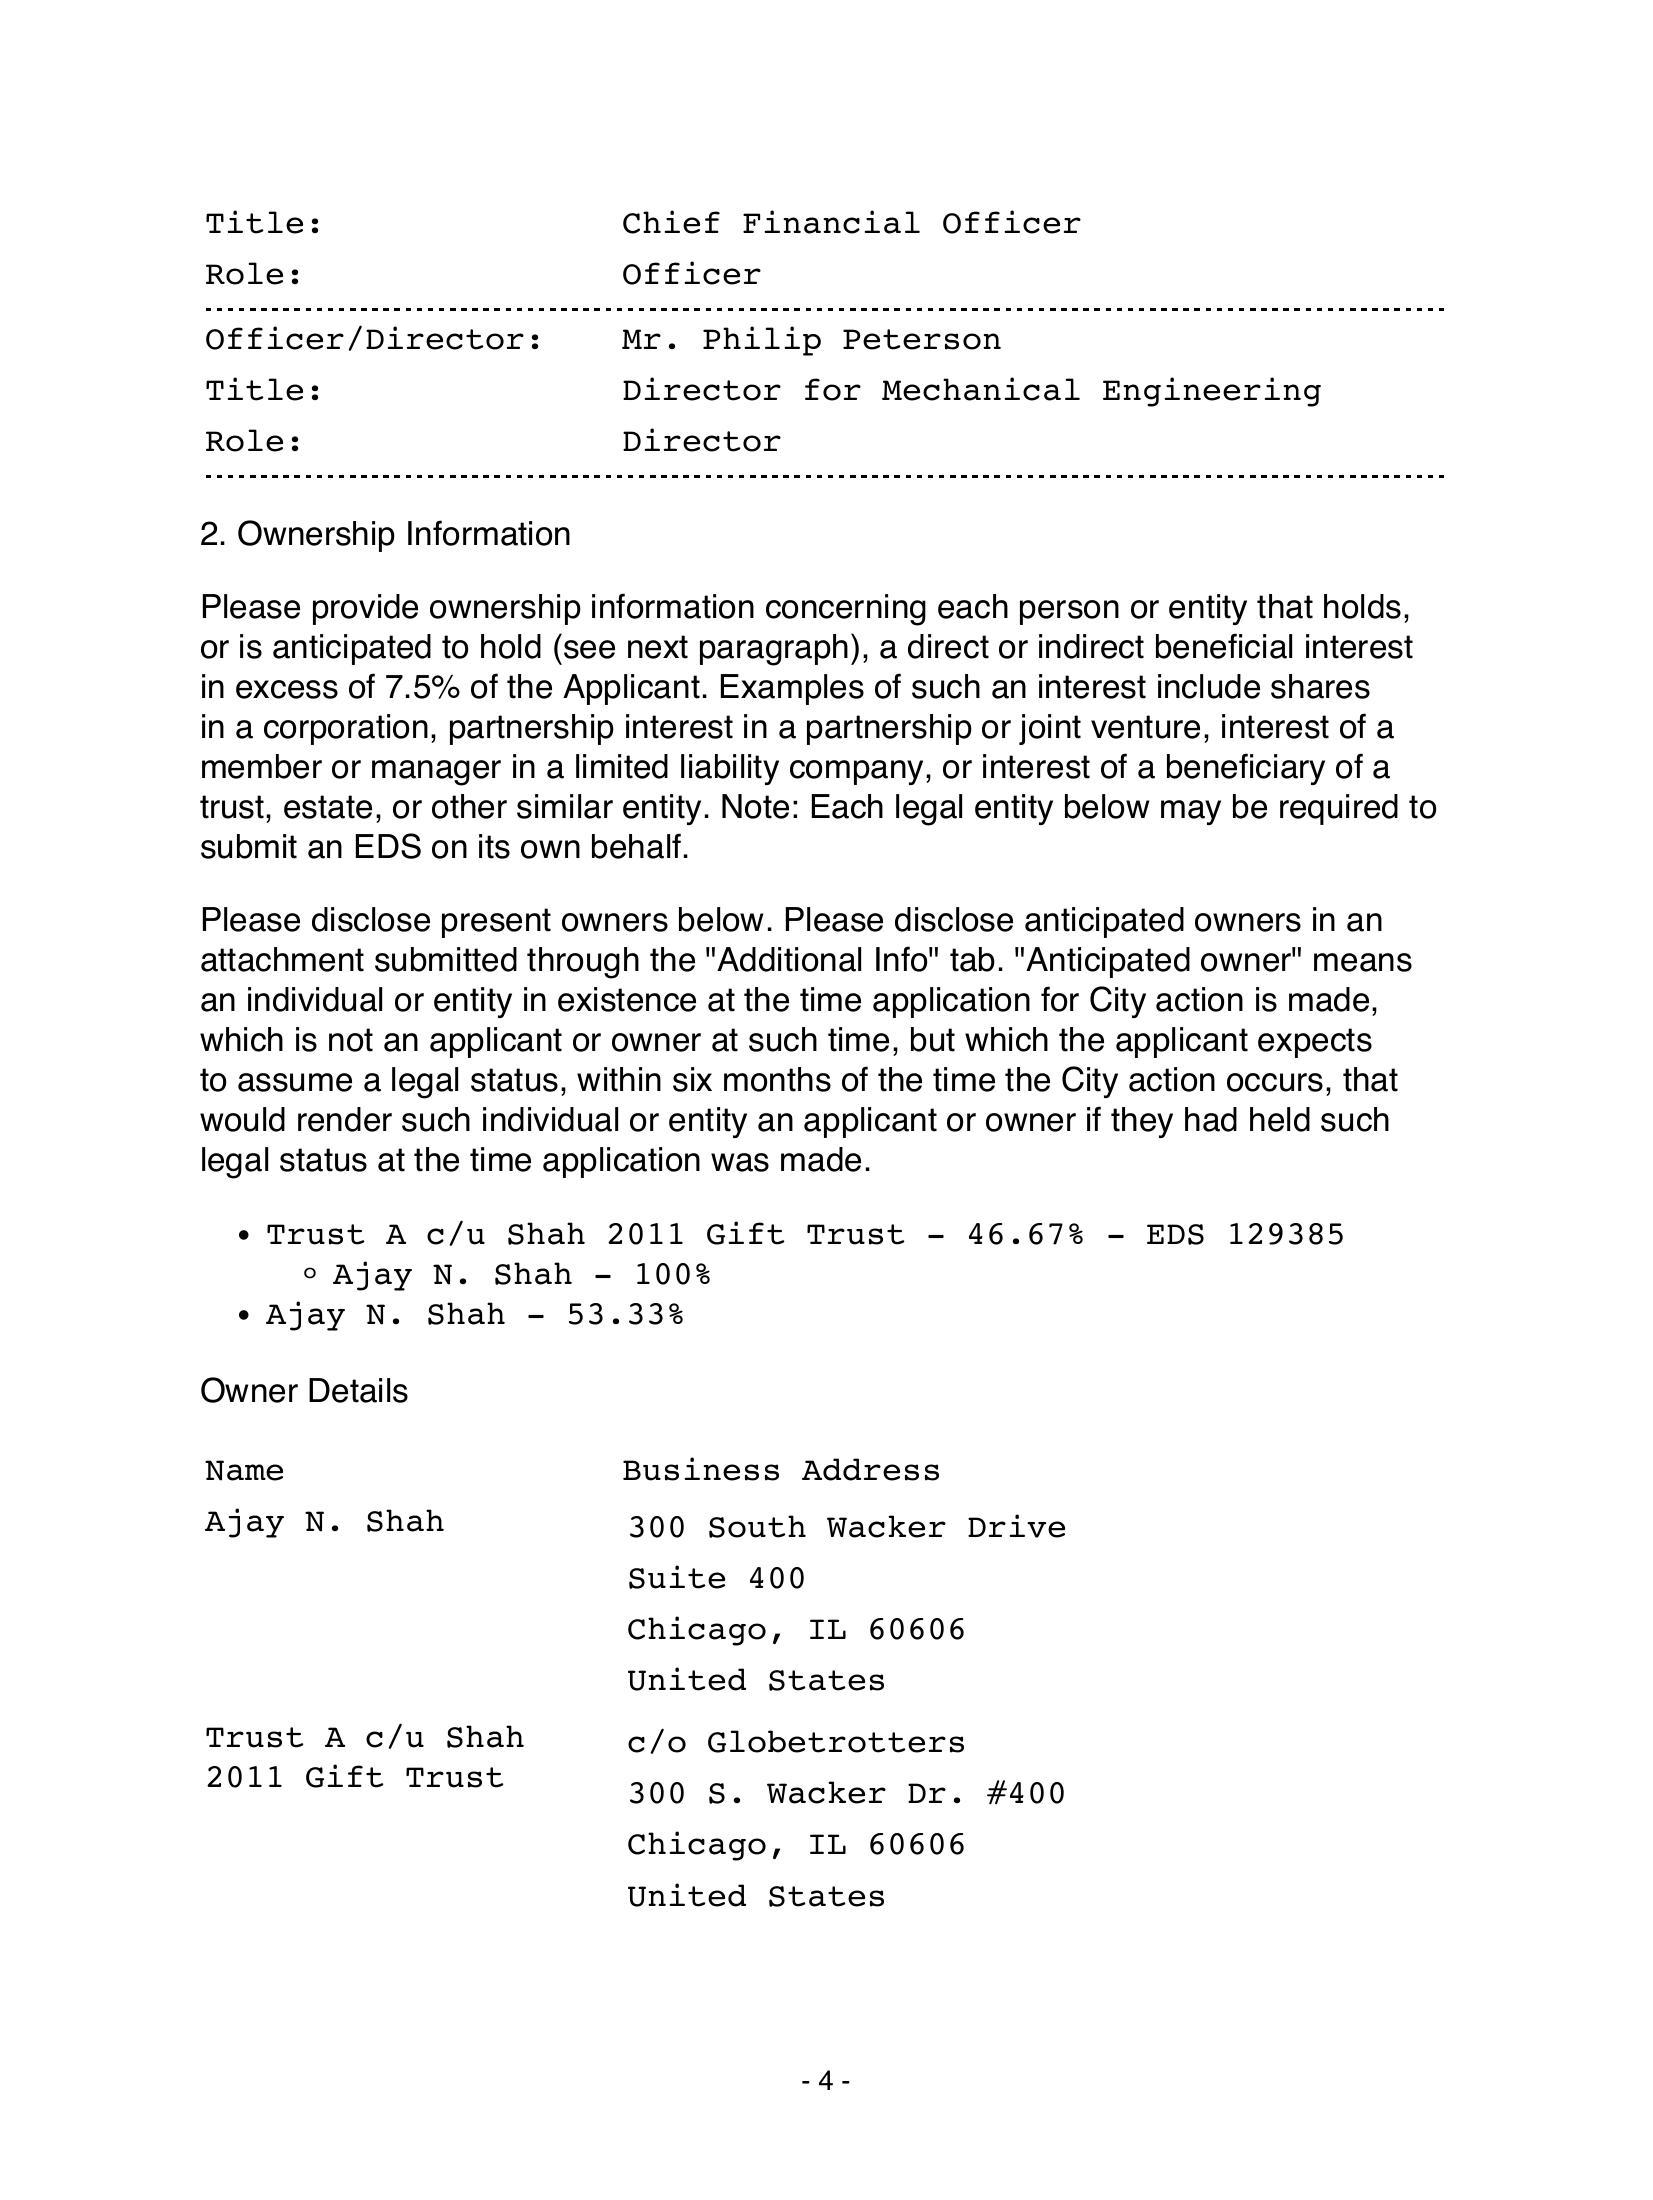 Title: Chief Financial Officer
Role: Officer
Officer/Director: Mr. Philip Peterson
Title: Director for Mechanical Engineering
Role: Director
2. Ownership Information
Please provide ownership information concerning each person or entity that holds,
or is anticipated to hold (see next paragraph), a direct or indirect beneficial interest
in excess of 7.5% of the Applicant. Examples of such an interest include shares
in a corporation, partnership interest in a partnership or joint venture, interest of a
member or manager in a limited liability company, or interest of a beneficiary of a
trust, estate, or other similar entity. Note: Each legal entity below may be required to
submit an EDS on its own behalf.
Please disclose present owners below. Please disclose anticipated owners in an
attachment submitted through the "Additional Info" tab. "Anticipated owner" means
an individual or entity in existence at the time application for City action is made,
which is not an applicant or owner at such time, but which the applicant expects
to assume a legal status, within six months of the time the City action occurs, that
would render such individual or entity an applicant or owner if they had held such
legal status at the time application was made.
• Trust A c/u Shah 2011 Gift Trust - 46.67% - EDS 129385
◦ Ajay N. Shah - 100%
• Ajay N. Shah - 53.33%
Owner Details
Name Business Address
Ajay N. Shah 300 South Wacker Drive
Suite 400
Chicago, IL 60606
United States
Trust A c/u Shah c/o Globetrotters
2011 Gift Trust 300 S. Wacker Dr. #400
Chicago, IL 60606
United States
- 4 -